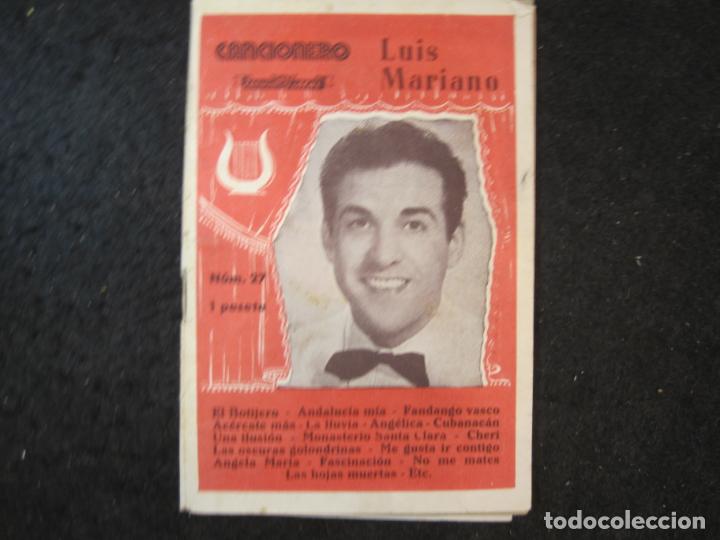 CANCIONERO
Luis
Mariano
Núm. 27
1 peseta
El Botijero - Andalucía mía - Fandango vasco
Acércate más - La lluvia - Angélica - Cubanacán
Una ilusión - Monasterio Santa Clara - Cheri
Las oscuras golondrinas - Me gusta ir contigo
Angela María - Fascinación - No me mates
Las hojas muertas - Etc.
todocoleccion.net